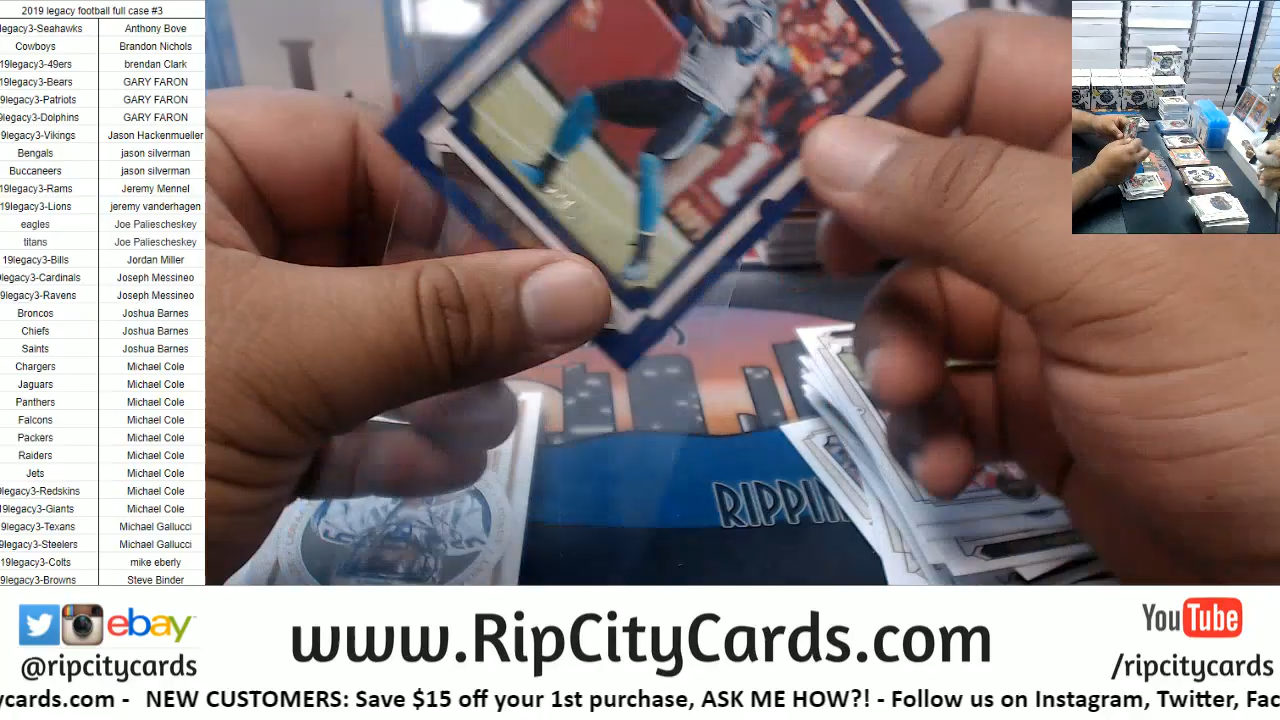 2019 legacy football full case #3
legacy3-Seahawks Anthony Bove
Cowboys Brandon Nichols
19legacy3-49ers brendan Clark
19legacy3-Bears GARY FARON
9legacy3-Patriots GARY FARON
9legacy3-Dolphins GARY FARON
9legacy3-Vikings Jason Hackenmueller
Bengals jason silverman
Buccaneers jason silverman
19legacy3-Rams Jeremy Mennel
19legacy3-Lions jeremy vanderhagen
eagles Joe Paliescheskey
titans Joe Paliescheskey
19legacy3-Bills Jordan Miller
legacy3-Cardinals Joseph Messineo
9legacy3-Ravens Joseph Messineo
Broncos Joshua Barnes
Chiefs Joshua Barnes
Saints Joshua Barnes
Chargers Michael Cole
Jaguars Michael Cole
Panthers Michael Cole
Falcons Michael Cole
Packers Michael Cole
Raiders Michael Cole
Jets Michael Cole
legacy3-Redskins Michael Cole
9legacy3-Giants Michael Cole
19legacy3-Texans Michael Gallucci
legacy3-Steelers Michael Gallucci
19legacy3-Colts mike eberly
9legacy3-Browns Steve Binder
RIPPIN
ebay
@ripcitycards
www.RipCityCards.com
YouTube
/ripcitycards
ycards.com - NEW CUSTOMERS: Save $15 off your 1st purchase, ASK ME HOW?! - Follow us on Instagram, Twitter, Fac